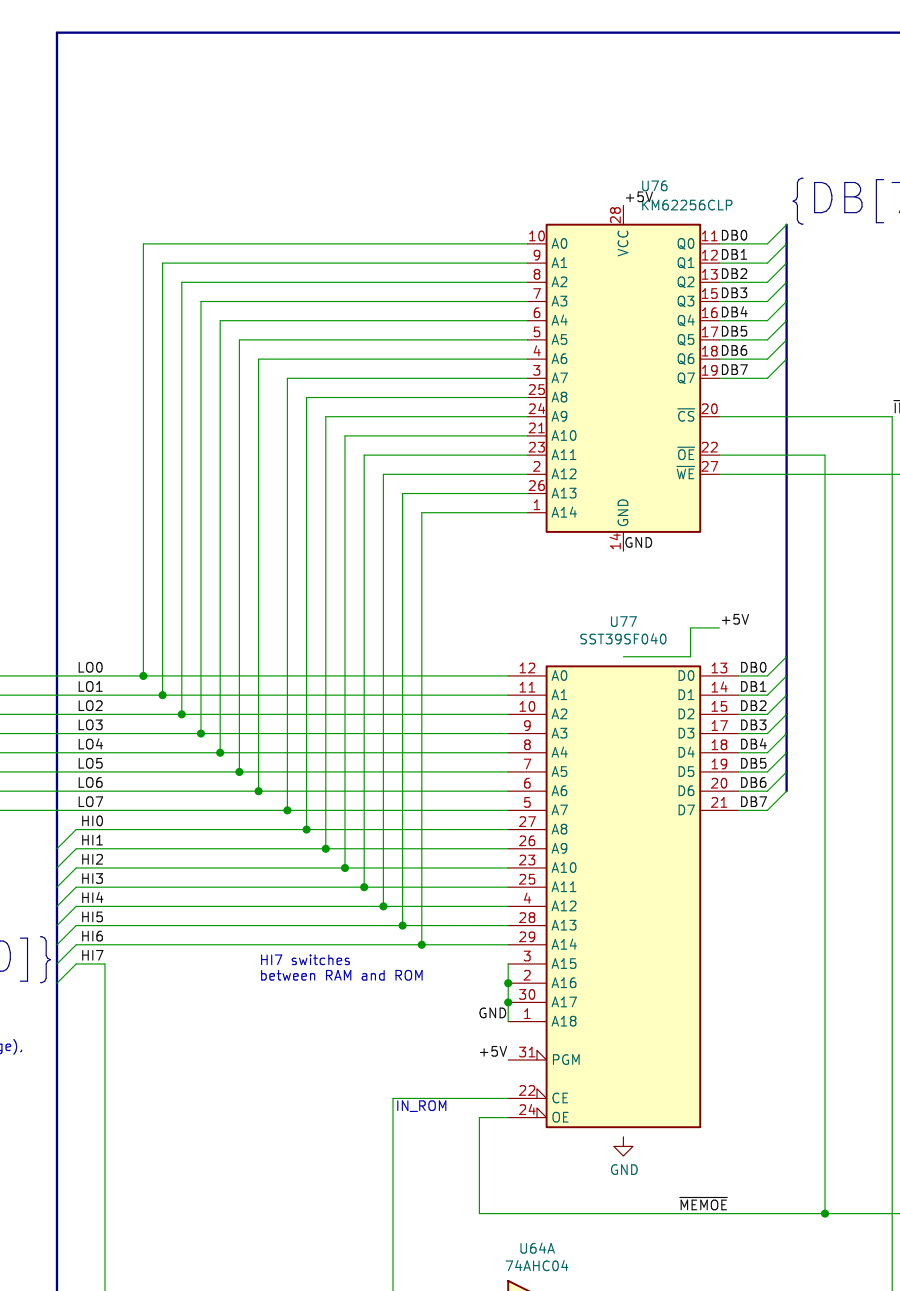 U76
+5V
KM62256CLP
{DB[7
28
VCC
10 A0 Q0 11 DB0
9 A1 Q1 12 DB1
8 A2 Q2 13 DB2
7 A3 Q3 15 DB3
6 A4 Q4 16 DB4
5 A5 Q5 17 DB5
4 A6 Q6 18 DB6
3 A7 Q7 19 DB7
25 A8
24 A9 CS 20
21 A10
23 A11 OE 22
2 A12 WE 27
26 A13
1 A14
GND
14 GND
U77
SST39SF040
+5V
LO0 12 A0 D0 13 DB0
LO1 11 A1 D1 14 DB1
LO2 10 A2 D2 15 DB2
LO3 9 A3 D3 17 DB3
LO4 8 A4 D4 18 DB4
LO5 7 A5 D5 19 DB5
LO6 6 A6 D6 20 DB6
LO7 5 A7 D7 21 DB7
HI0 27 A8
HI1 26 A9
HI2 23 A10
HI3 25 A11
HI4 4 A12
HI5 28 A13
HI6 29 A14
0]}
HI7 3 A15
HI7 switches
between RAM and ROM
2 A16
30 A17
GND 1 A18
ge),
+5V 31 PGM
22 CE
IN_ROM
24 OE
GND
MEMOE
U64A
74AHC04